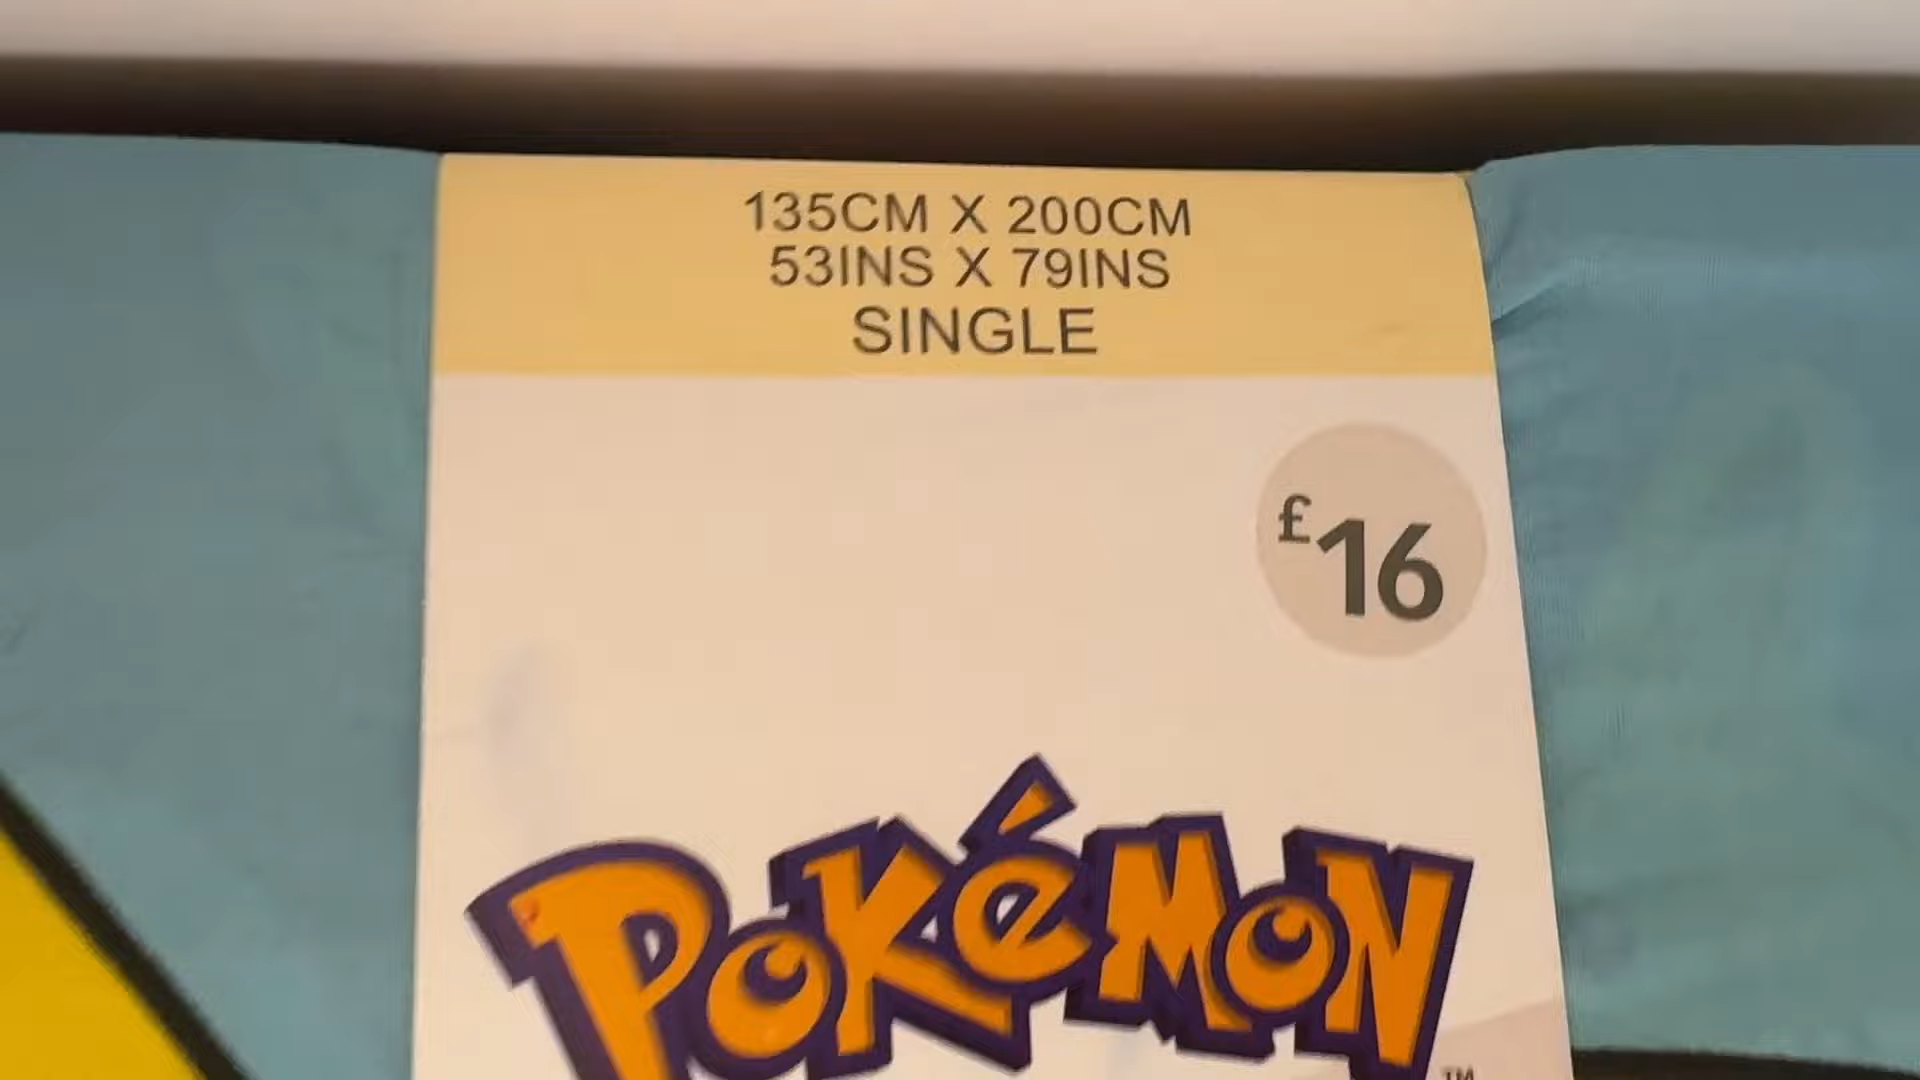 135CM X 200CM
53INS X 79INS
SINGLE
£16
POKéMON
TM